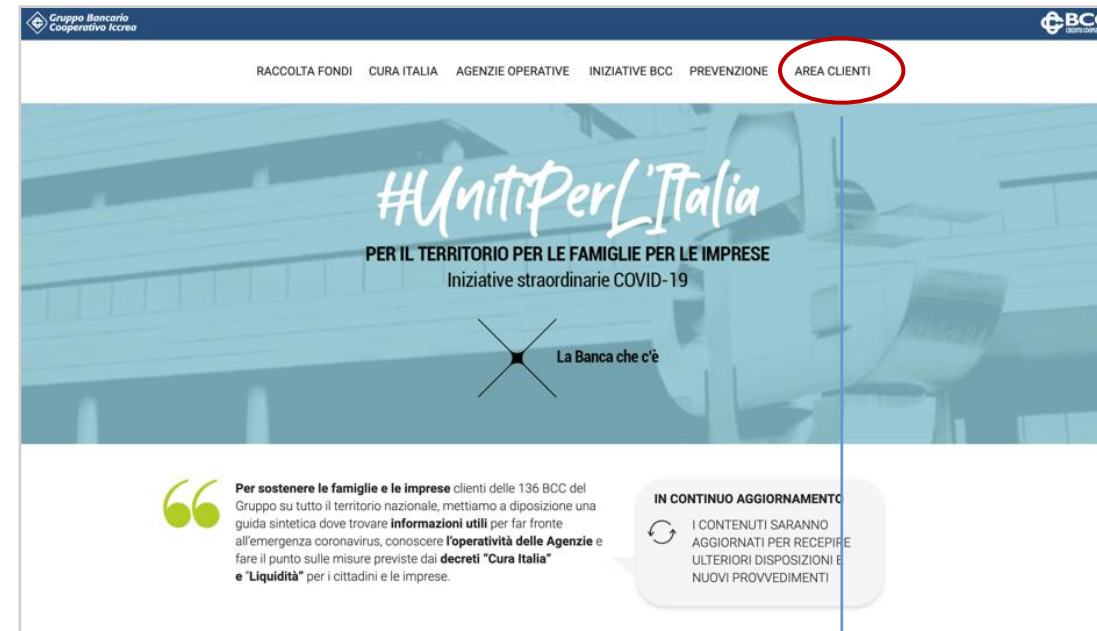 Gruppo Bancario
Cooperativo Iccrea
BCC
CREDITO COOP
RACCOLTA FONDI CURA ITALIA AGENZIE OPERATIVE INIZIATIVE BCC PREVENZIONE AREA CLIENTI
#UnitiPerL'Italia
PER IL TERRITORIO PER LE FAMIGLIE PER LE IMPRESE
Iniziative straordinarie COVID-19
La Banca che c'è
Per sostenere le famiglie e le imprese clienti delle 136 BCC del
Gruppo su tutto il territorio nazionale, mettiamo a diposizione una
guida sintetica dove trovare informazioni utili per far fronte
all'emergenza coronavirus, conoscere l'operatività delle Agenzie e
fare il punto sulle misure previste dai decreti "Cura Italia"
e "Liquidità" per i cittadini e le imprese.
IN CONTINUO AGGIORNAMENTO
I CONTENUTI SARANNO
AGGIORNATI PER RECEPIRE
ULTERIORI DISPOSIZIONI E
NUOVI PROVVEDIMENTI